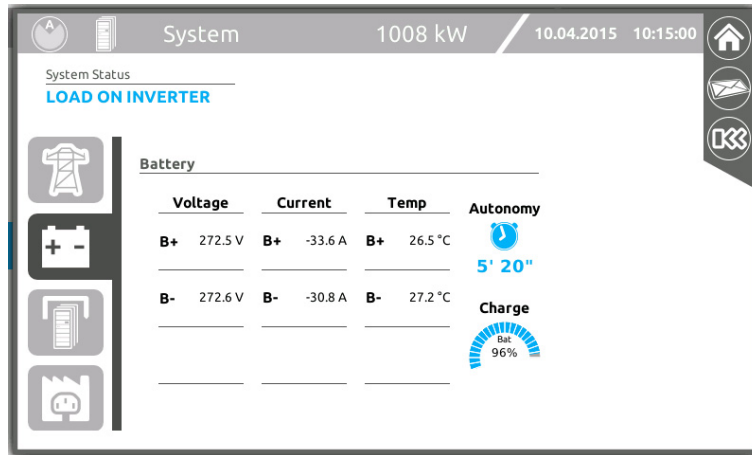 A System 1008 kW 10.04.2015 10:15:00
System Status
LOAD ON INVERTER
Battery
Voltage Current Temp Autonomy
B+ 272.5 V B+ -33.6 A B+ 26.5 °C
5' 20"
B- 272.6 V B- -30.8 A B- 27.2 °C
Charge
Bat
96%